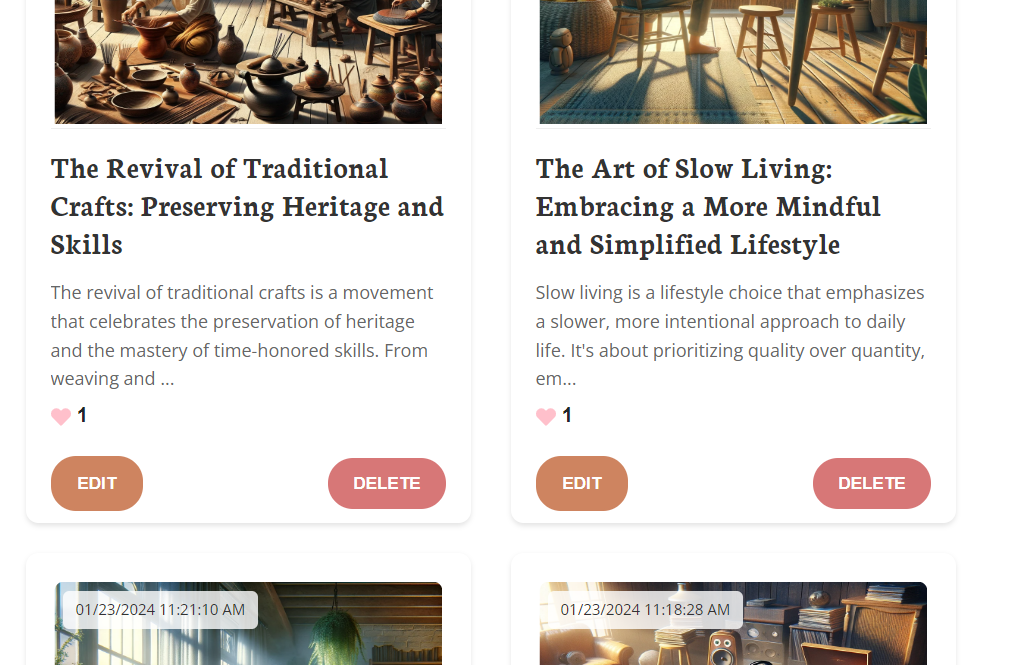 The Revival of Traditional
Crafts: Preserving Heritage and
Skills
The revival of traditional crafts is a movement
that celebrates the preservation of heritage
and the mastery of time-honored skills. From
weaving and ...
1
EDIT
DELETE
The Art of Slow Living:
Embracing a More Mindful
and Simplified Lifestyle
Slow living is a lifestyle choice that emphasizes
a slower, more intentional approach to daily
life. It's about prioritizing quality over quantity,
em...
1
EDIT
DELETE
01/23/2024 11:21:10 AM
01/23/2024 11:18:28 AM